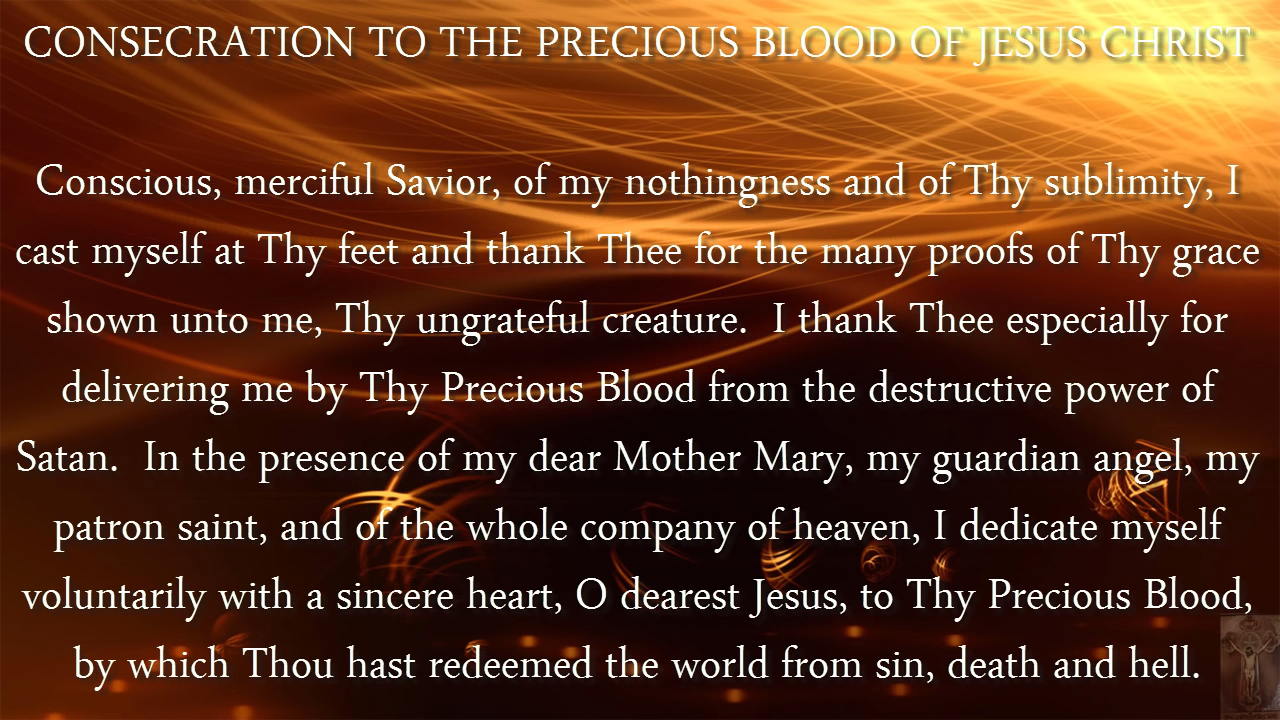 CONSECRATION TO THE PRECIOUS BLOOD OF JESUS CHRIST
Conscious, merciful Savior, of my nothingness and of Thy sublimity, I
cast myself at Thy feet and thank Thee for the many proofs of Thy grace
shown unto me, Thy ungrateful creature.  I thank Thee especially for
delivering me by Thy Precious Blood from the destructive power of
Satan.  In the presence of my dear Mother Mary, my guardian angel, my
patron saint, and of the whole company of heaven, I dedicate myself
voluntarily with a sincere heart, O dearest Jesus, to Thy Precious Blood,
by which Thou hast redeemed the world from sin, death and hell.